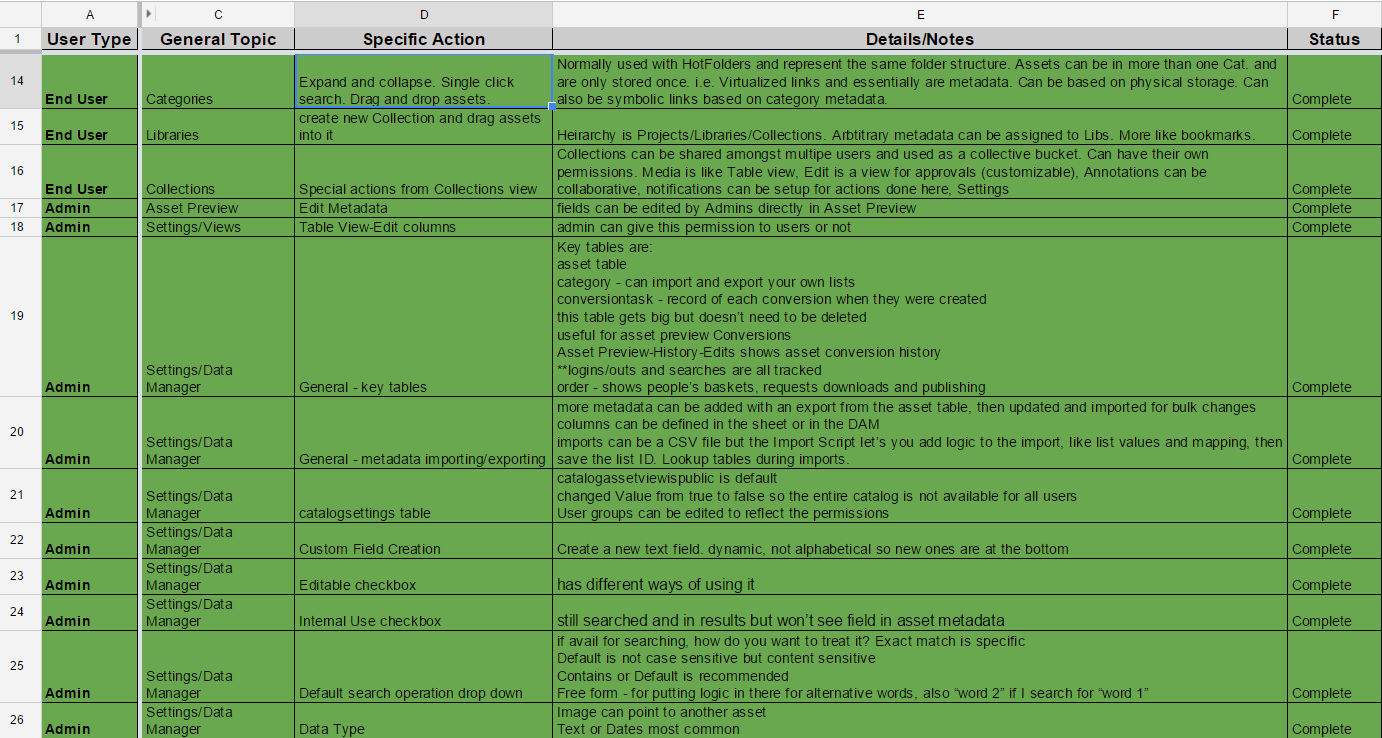 A C D E F
1 User Type General Topic Specific Action Details/Notes Status
14 End User Categories
Expand and collapse. Single click
search. Drag and drop assets.
Normally used with HotFolders and represent the same folder structure. Assets can be in more than one Cat. and
are only stored once. i.e. Virtualized links and essentially are metadata. Can be based on physical storage. Can
also be symbolic links based on category metadata.
Complete
15 End User Libraries
create new Collection and drag assets
into it
Heirarchy is Projects/Libraries/Collections. Arbtitrary metadata can be assigned to Libs. More like bookmarks.
Complete
16 End User Collections
Special actions from Collections view
Collections can be shared amongst multipe users and used as a collective bucket. Can have their own
permissions. Media is like Table view, Edit is a view for approvals (customizable), Annotations can be
collaborative, notifications can be setup for actions done here, Settings
Complete
17 Admin Asset Preview Edit Metadata fields can be edited by Admins directly in Asset Preview Complete
18 Admin Settings/Views Table View-Edit columns admin can give this permission to users or not Complete
19 Admin
Settings/Data
Manager
General - key tables
Key tables are:
asset table
category - can import and export your own lists
conversiontask - record of each conversion when they were created
this table gets big but doesn't need to be deleted
useful for asset preview Conversions
Asset Preview-History-Edits shows asset conversion history
**logins/outs and searches are all tracked
order - shows people's baskets, requests downloads and publishing
Complete
20 Admin
Settings/Data
Manager
General - metadata importing/exporting
more metadata can be added with an export from the asset table, then updated and imported for bulk changes
columns can be defined in the sheet or in the DAM
imports can be a CSV file but the Import Script let's you add logic to the import, like list values and mapping, then
save the list ID. Lookup tables during imports.
Complete
21 Admin
Settings/Data
Manager
catalogsettings table
catalogassetviewispublic is default
changed Value from true to false so the entire catalog is not available for all users
User groups can be edited to reflect the permissions
Complete
22 Admin
Settings/Data
Manager
Custom Field Creation
Create a new text field. dynamic, not alphabetical so new ones are at the bottom
Complete
23 Admin
Settings/Data
Manager
Editable checkbox
has different ways of using it
Complete
24 Admin
Settings/Data
Manager
Internal Use checkbox
still searched and in results but won't see field in asset metadata
Complete
25 Admin
Settings/Data
Manager
Default search operation drop down
if avail for searching, how do you want to treat it? Exact match is specific
Default is not case sensitive but content sensitive
Contains or Default is recommended
Free form - for putting logic in there for alternative words, also “word 2” if I search for “word 1”
Complete
26 Admin
Settings/Data
Manager
Data Type
Image can point to another asset
Text or Dates most common
Complete